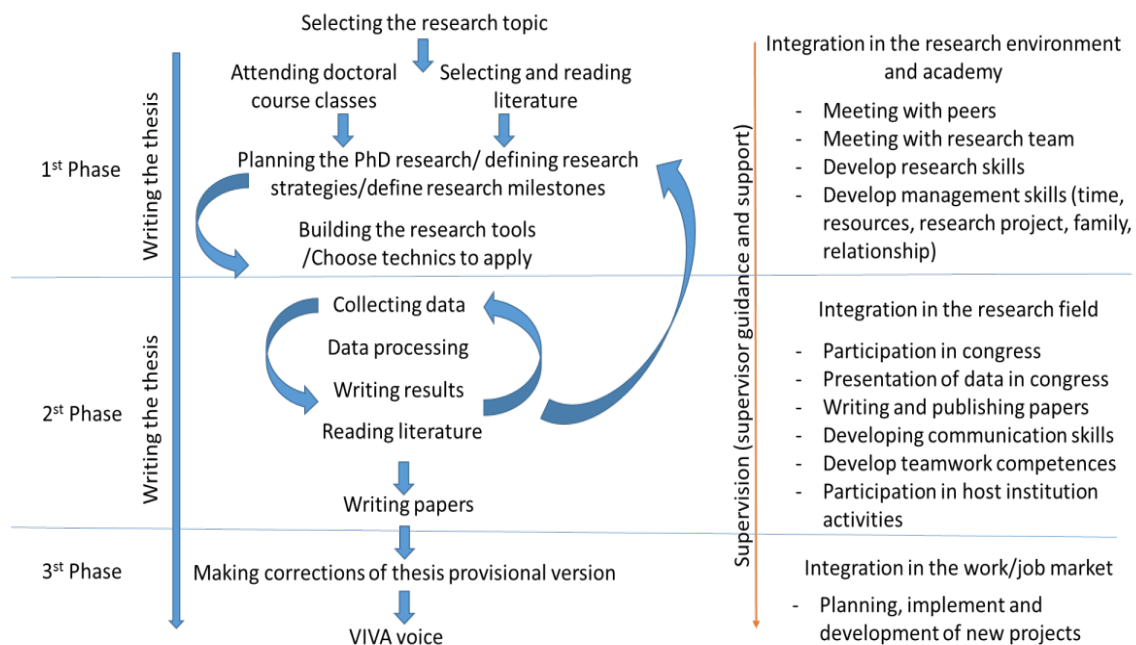 Selecting the research topic
Attending doctoral
course classes
Selecting and reading
literature
Planning the PhD research/ defining research
strategies/define research milestones
Building the research tools
/Choose technics to apply
1st Phase
Writing the thesis
Collecting data
Data processing
Writing results
Reading literature
Writing papers
2st Phase
Writing the thesis
3st Phase
Making corrections of thesis provisional version
VIVA voice
Supervision (supervisor guidance and support)
Integration in the research environment
and academy
- Meeting with peers
- Meeting with research team
- Develop research skills
- Develop management skills (time,
resources, research project, family,
relationship)
Integration in the research field
- Participation in congress
- Presentation of data in congress
- Writing and publishing papers
- Developing communication skills
- Develop teamwork competences
- Participation in host institution
activities
Integration in the work/job market
- Planning, implement and
development of new projects